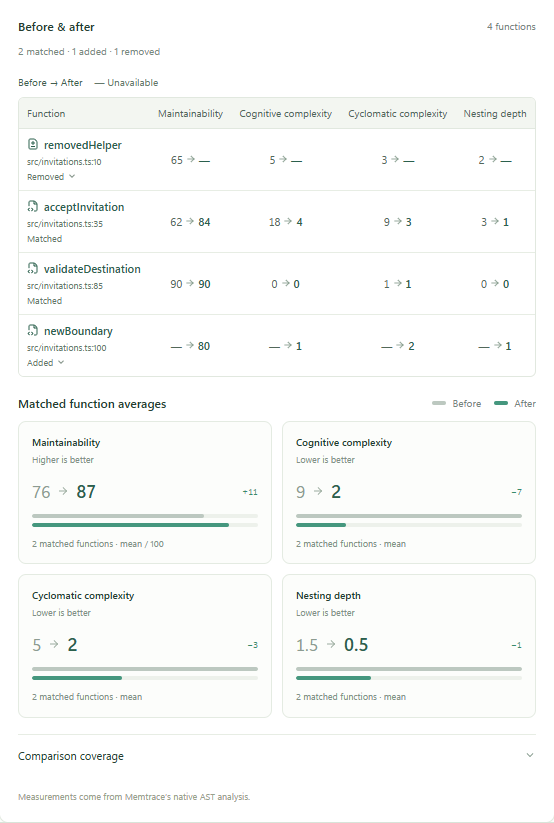 Before & after 4 functions
2 matched · 1 added · 1 removed
Before → After — Unavailable
Function Maintainability Cognitive complexity Cyclomatic complexity Nesting depth
removedHelper
src/invitations.ts:10
Removed
65 → — 5 → — 3 → — 2 → —
acceptInvitation
src/invitations.ts:35
Matched
62 → 84 18 → 4 9 → 3 3 → 1
validateDestination
src/invitations.ts:85
Matched
90 → 90 0 → 0 1 → 1 0 → 0
newBoundary
src/invitations.ts:100
Added
— → 80 — → 1 — → 2 — → 1
Matched function averages Before After
Maintainability
Higher is better
76 → 87 +11
2 matched functions · mean / 100
Cognitive complexity
Lower is better
9 → 2 −7
2 matched functions · mean
Cyclomatic complexity
Lower is better
5 → 2 −3
2 matched functions · mean
Nesting depth
Lower is better
1.5 → 0.5 −1
2 matched functions · mean
Comparison coverage
Measurements come from Memtrace's native AST analysis.